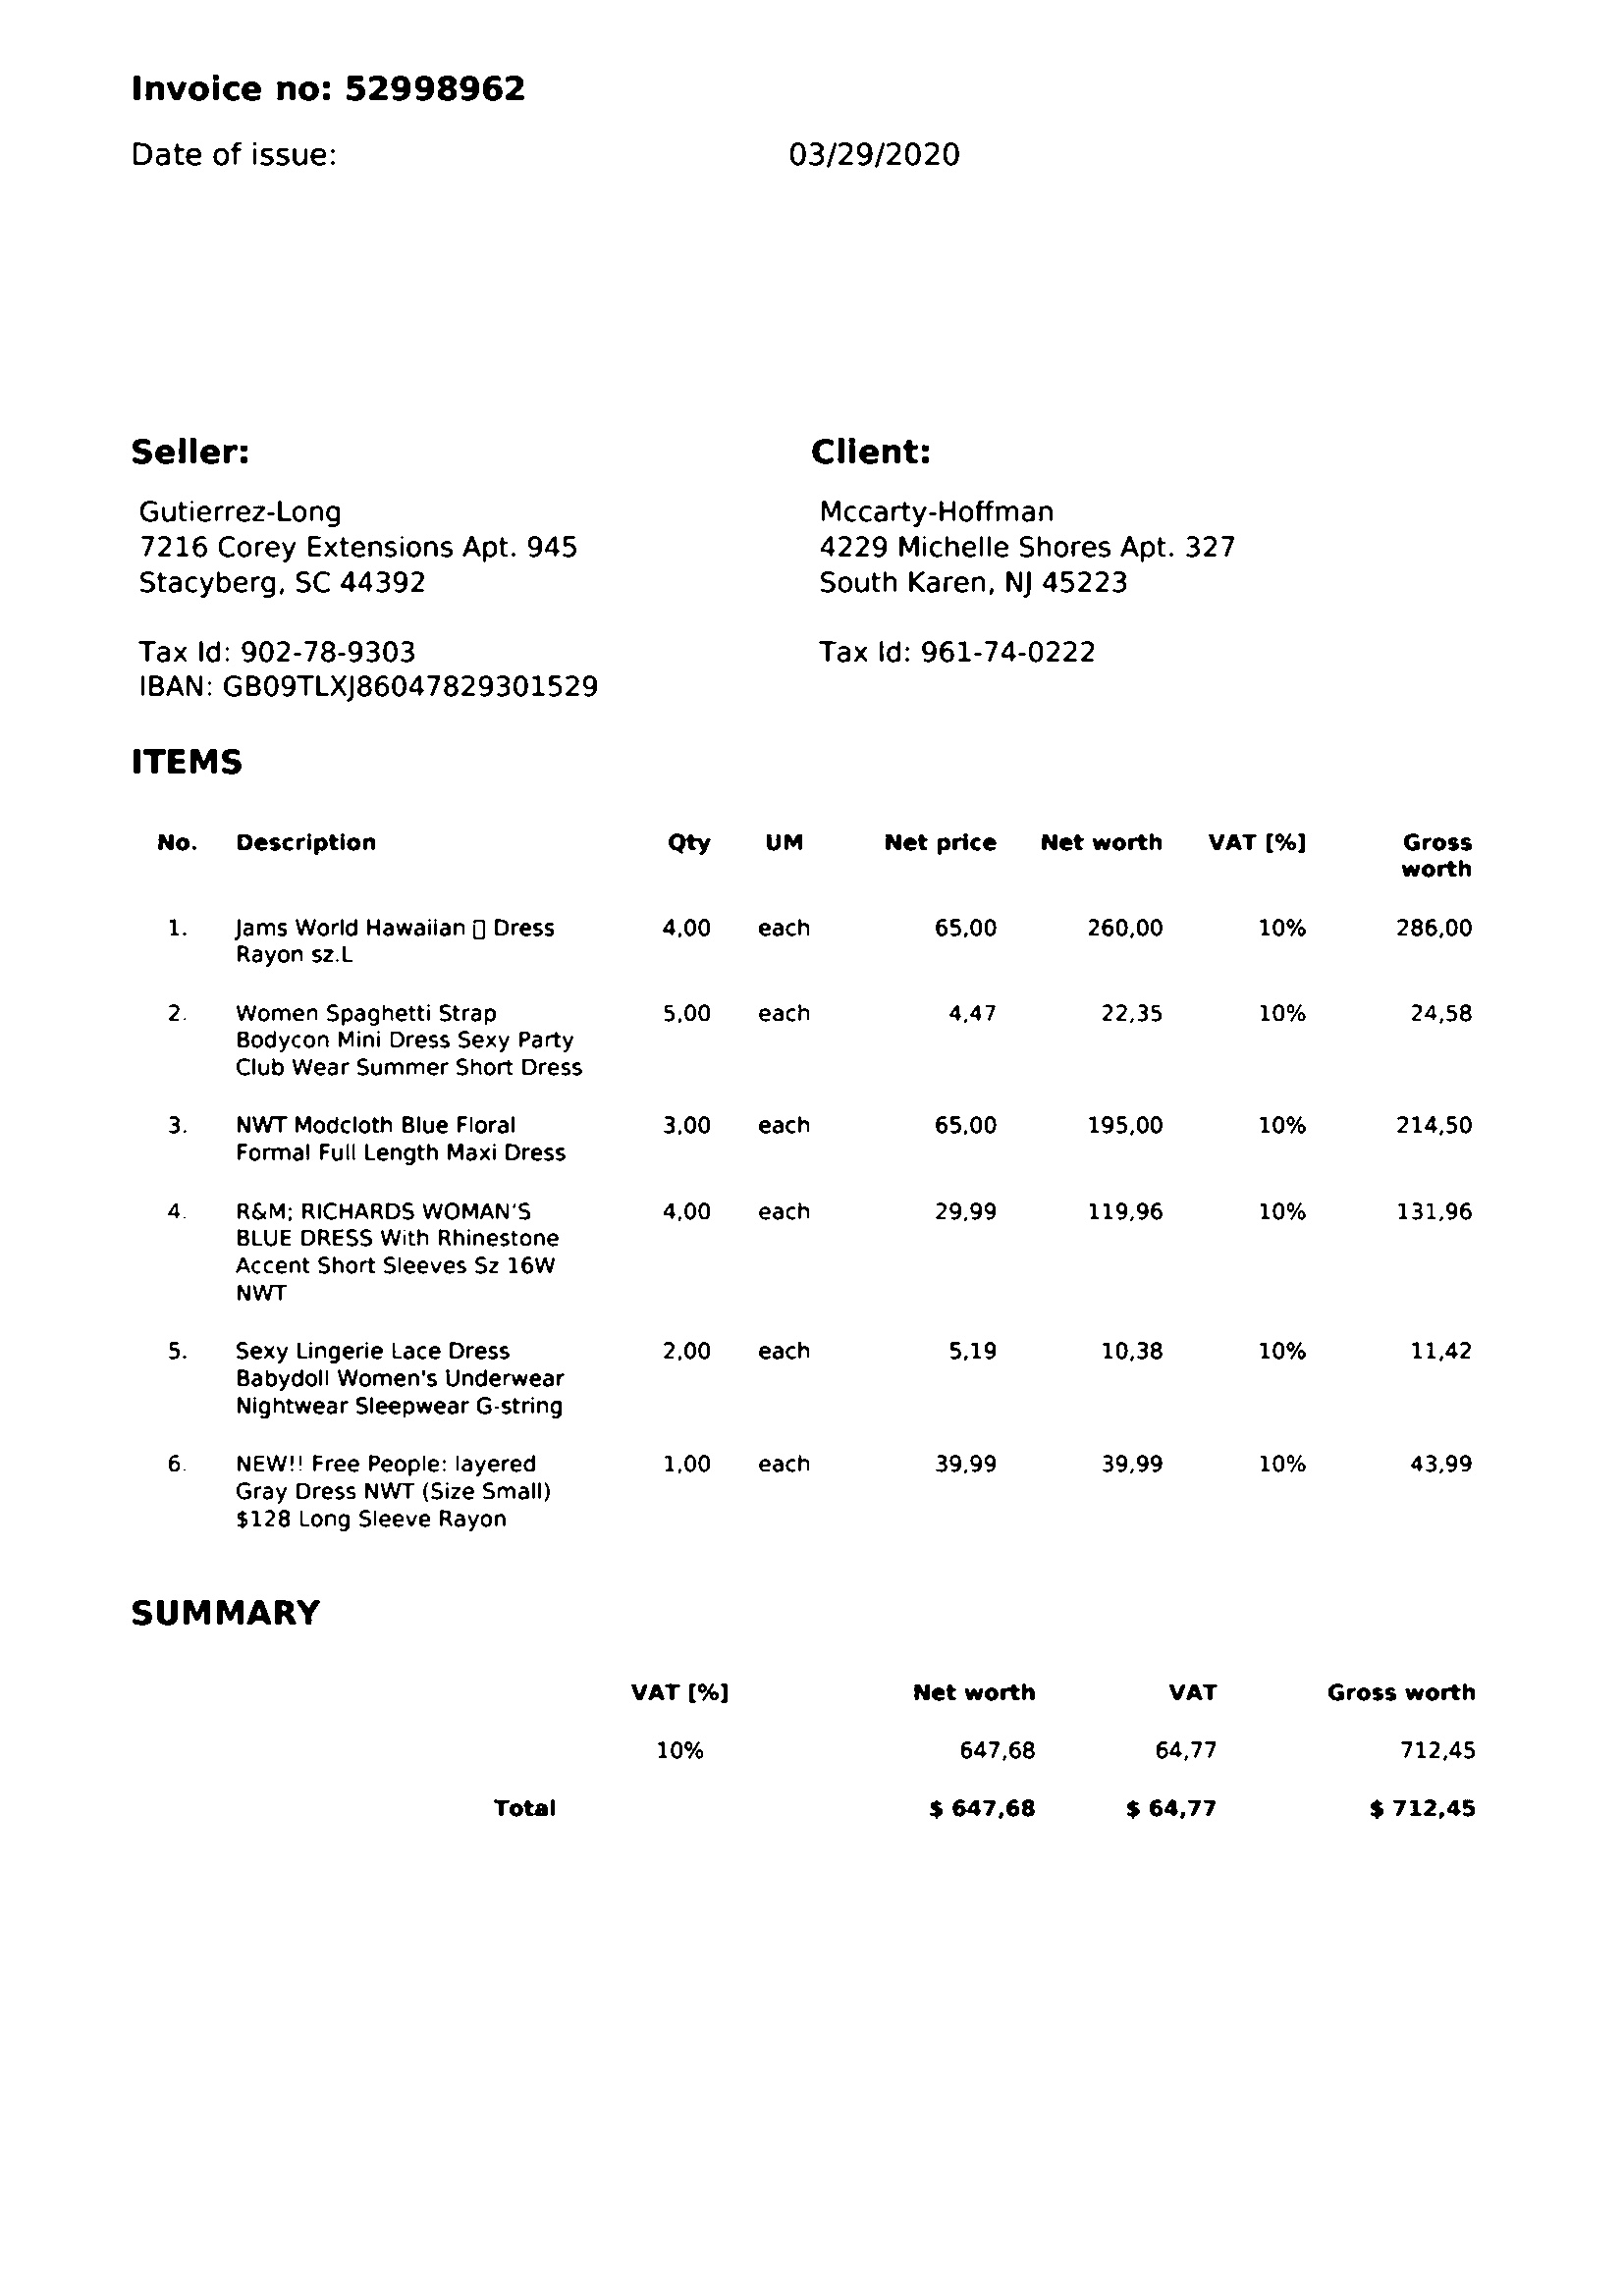 Invoice no: 52998962
Date of issue: 03/29/2020
Seller: Client:
Gutierrez-Long Mccarty-Hoffman
7216 Corey Extensions Apt. 945 4229 Michelle Shores Apt. 327
Stacyberg, SC 44392 South Karen, NJ 45223
Tax Id: 902-78-9303 Tax Id: 961-74-0222
IBAN: GB09TLXJ86047829301529
ITEMS
No. Description Qty UM Net price Net worth VAT [%] Gross
worth
1. Jams World Hawaiian ▯ Dress 4,00 each 65,00 260,00 10% 286,00
Rayon sz.L
2. Women Spaghetti Strap 5,00 each 4,47 22,35 10% 24,58
Bodycon Mini Dress Sexy Party
Club Wear Summer Short Dress
3. NWT Modcloth Blue Floral 3,00 each 65,00 195,00 10% 214,50
Formal Full Length Maxi Dress
4. R&M; RICHARDS WOMAN'S 4,00 each 29,99 119,96 10% 131,96
BLUE DRESS With Rhinestone
Accent Short Sleeves Sz 16W
NWT
5. Sexy Lingerie Lace Dress 2,00 each 5,19 10,38 10% 11,42
Babydoll Women's Underwear
Nightwear Sleepwear G-string
6. NEW!! Free People: layered 1,00 each 39,99 39,99 10% 43,99
Gray Dress NWT (Size Small)
$128 Long Sleeve Rayon
SUMMARY
VAT [%] Net worth VAT Gross worth
10% 647,68 64,77 712,45
Total $ 647,68 $ 64,77 $ 712,45